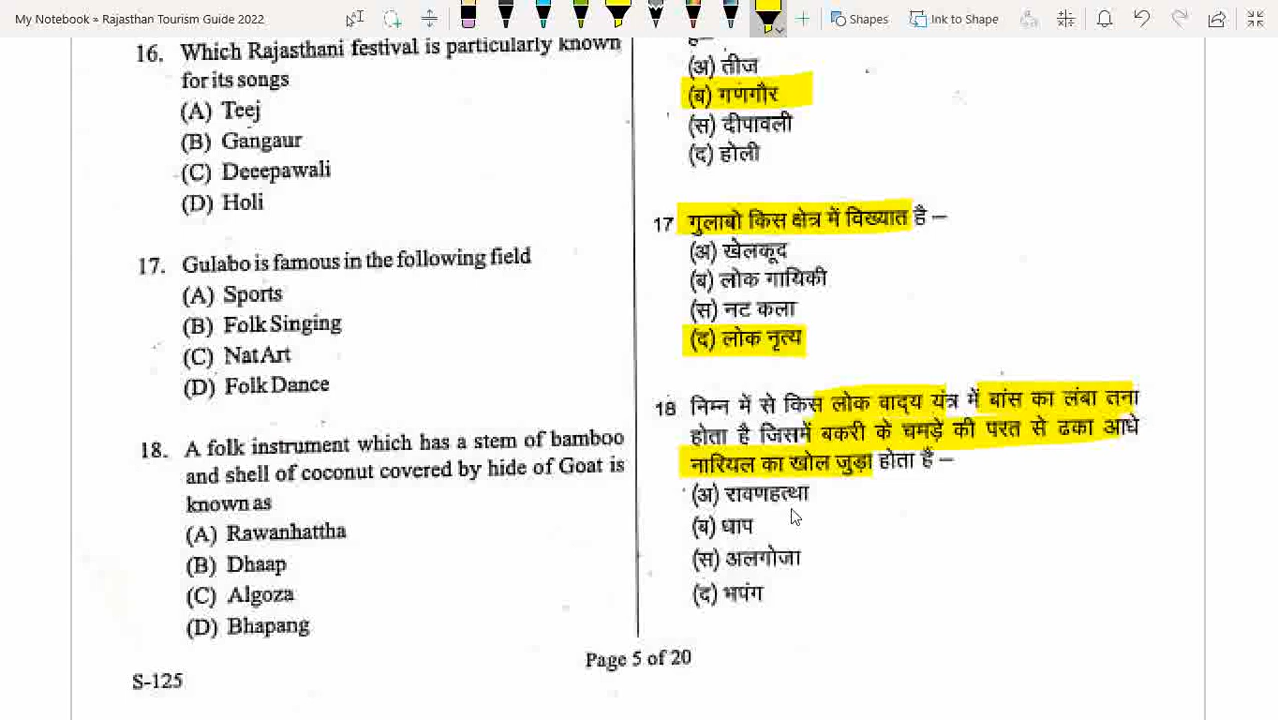 My Notebook » Rajasthan Tourism Guide 2022
Shapes
Ink to Shape
16. Which Rajasthani festival is particularly known
for its songs
(A) Teej
(B) Gangaur
(C) Deeepawali
(D) Holi
17. Gulabo is famous in the following field
(A) Sports
(B) Folk Singing
(C) Nat Art
(D) Folk Dance
18. A folk instrument which has a stem of bamboo
and shell of coconut covered by hide of Goat is
known as
(A) Rawanhattha
(B) Dhaap
(C) Algoza
(D) Bhapang
(अ) तीज
(ब) गणगौर
(स) दीपावली
(द) होली
17 गुलाबो किस क्षेत्र में विख्यात है –
(अ) खेलकूद
(ब) लोक गायिकी
(स) नट कला
(द) लोक नृत्य
18 निम्न में से किस लोक वाद्य यंत्र में बांस का लंबा तना
होता है जिसमें बकरी के चमड़े की परत से ढका आधे
नारियल का खोल जुड़ा होता है –
(अ) रावणहत्था
(ब) धाप
(स) अलगोजा
(द) भपंग
Page 5 of 20
S-125